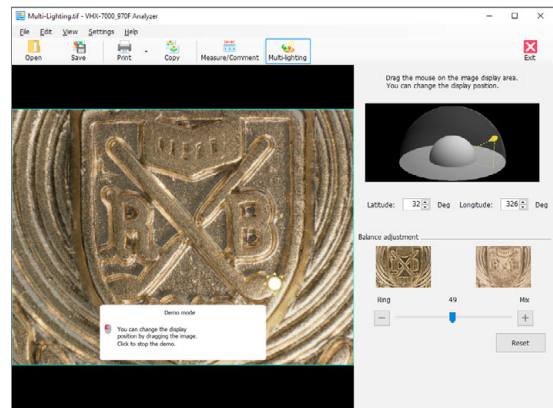 Multi-Lighting.tif - VHX-7000_970F Analyzer
File Edit View Settings Help
Open Save Print Copy Measure/Comment Multi-lighting Exit
Drag the mouse on the image display area.
You can change the display position.
Latitude: 32 Deg Longitude: 326 Deg
Balance adjustment
Ring 49 Mix
Reset
A B
Demo mode
You can change the display
position by dragging the image.
Click to stop the demo.